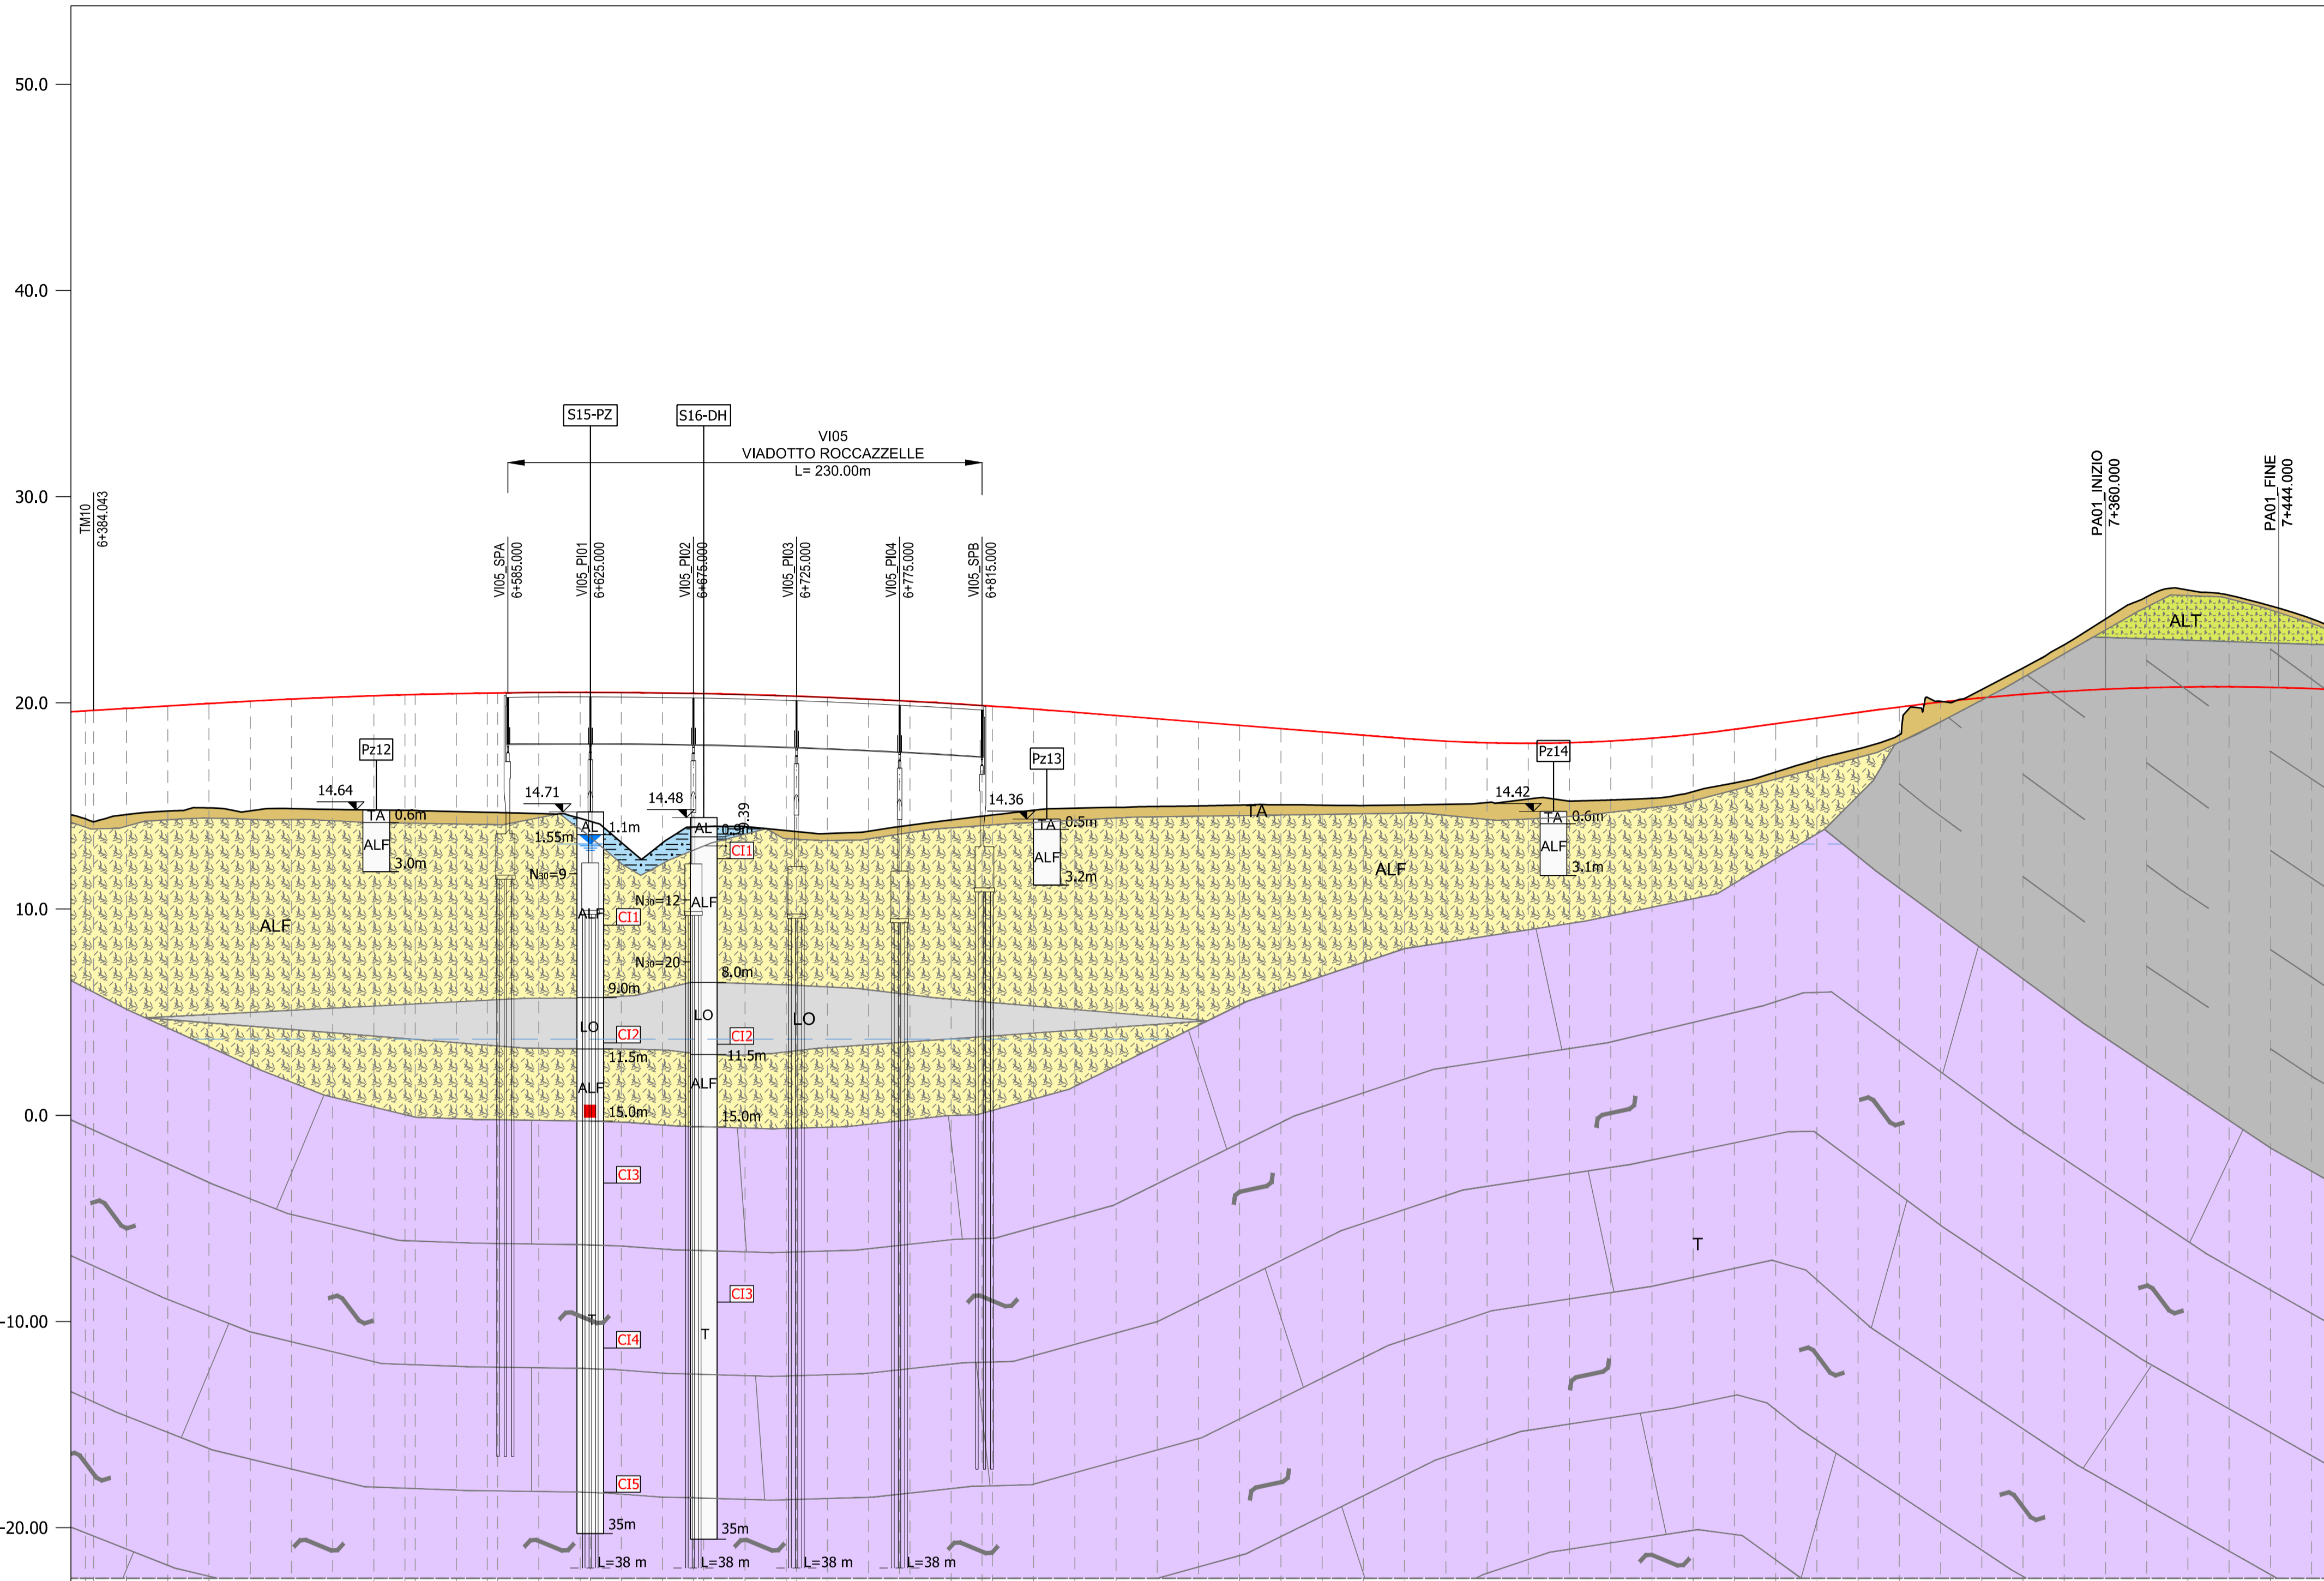 50.0
40.0
30.0
20.0
10.0
0.0
-10.00
-20.00
S15-PZ
S16-DH
VI05
VIADOTTO ROCCAZZELLE
L= 230.00m
TM10
6+384.043
VI05_SPA
6+585.000
VI05_PI01
6+625.000
VI05_PI02
6+675.000
VI05_PI03
6+725.000
VI05_PI04
6+775.000
VI05_SPB
6+815.000
PA01_INIZIO
7+360.000
PA01_FINE
7+444.000
ALT
Pz12
14.64
TA
0.6m
ALF
3.0m
14.71
AL
1.1m
1.55m
N30=9
ALF
CI1
9.0m
LO
CI2
11.5m
ALF
15.0m
CI3
T
CI4
CI5
35m
L=38 m
14.48
AL
0.9m
9.39
CI1
N30=12
ALF
N30=20
8.0m
LO
CI2
11.5m
ALF
15.0m
CI3
T
35m
L=38 m
L=38 m
L=38 m
Pz13
14.36
TA
0.5m
ALF
3.2m
Pz14
14.42
TA
0.6m
ALF
3.1m
TA
ALF
ALF
LO
T